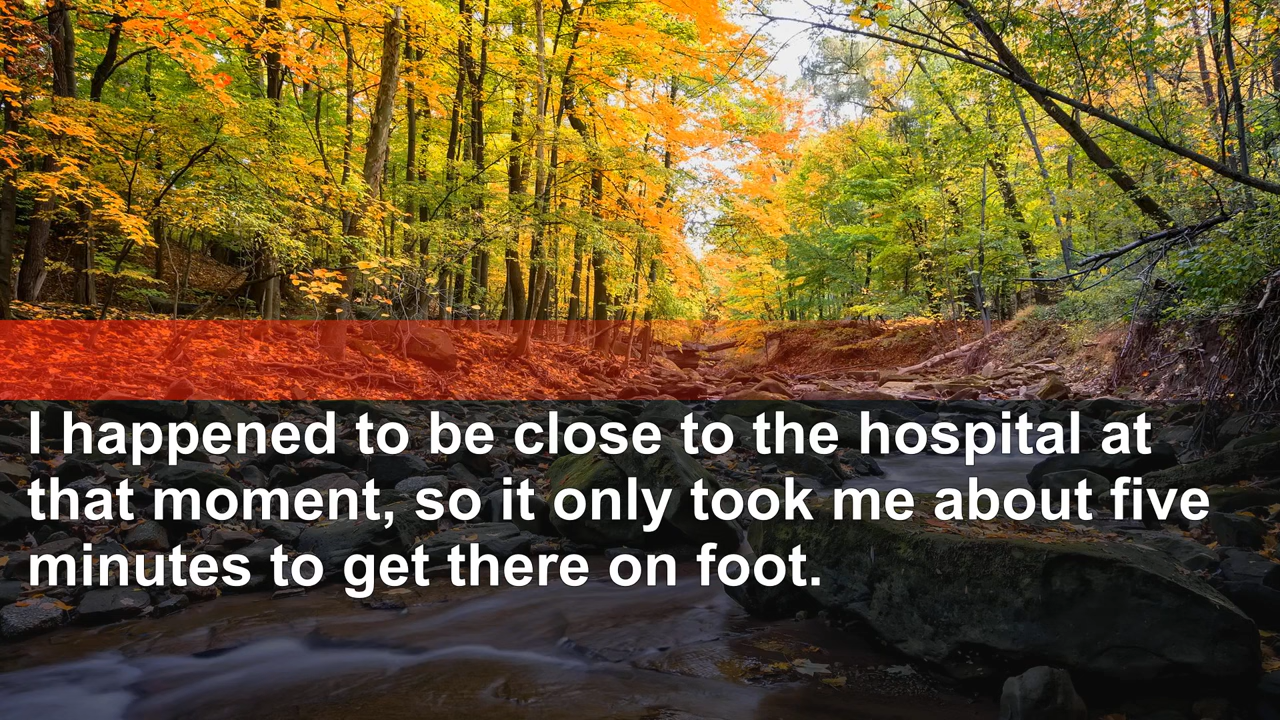 I happened to be close to the hospital at
that moment, so it only took me about five
minutes to get there on foot.